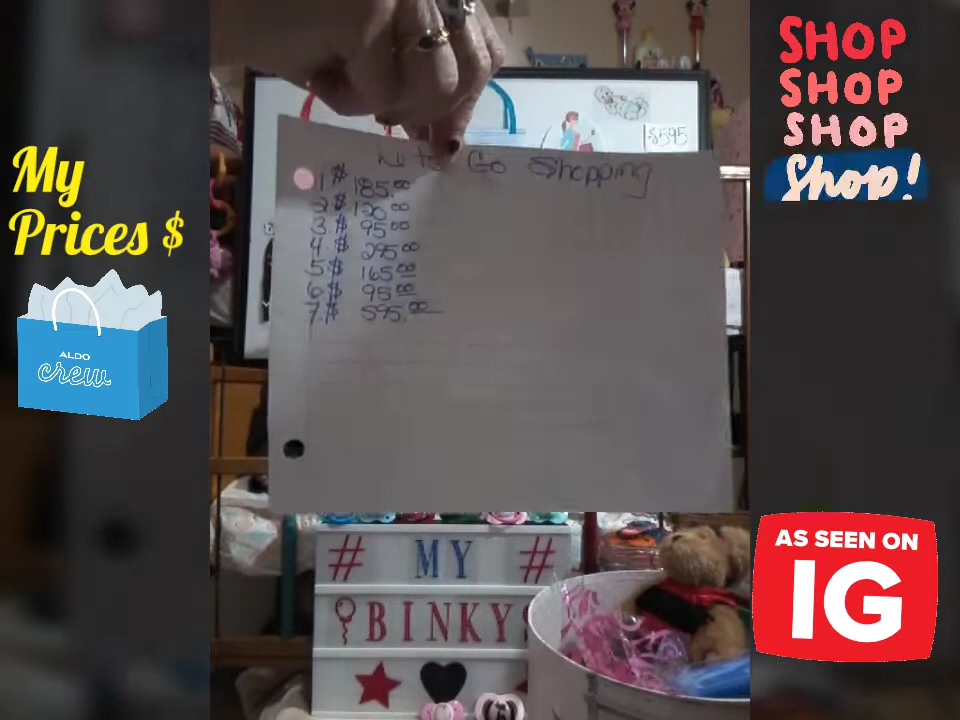 My
Prices $
ALDO
crew
SHOP
SHOP
SHOP
Shop!
$595
Go Shopping
1 $ 185.00
2 $ 120 00
3 $ 95 00
4. $ 295 00
5 $ 165 00
6 $ 95 00
7. $ 595. 00
# MY #
BINKYS
AS SEEN ON
IG